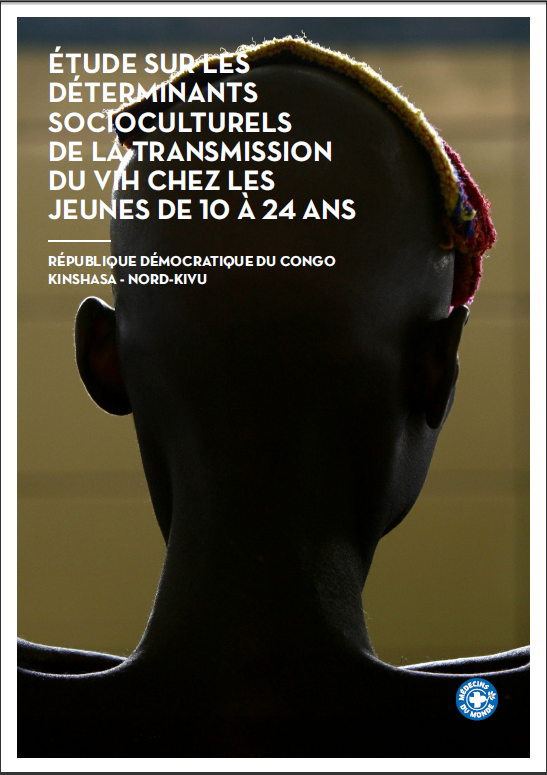 ÉTUDE SUR LES
DÉTERMINANTS
SOCIOCULTURELS
DE LA TRANSMISSION
DU VIH CHEZ LES
JEUNES DE 10 À 24 ANS
RÉPUBLIQUE DÉMOCRATIQUE DU CONGO
KINSHASA - NORD-KIVU
MÉDECINS
DU MONDE